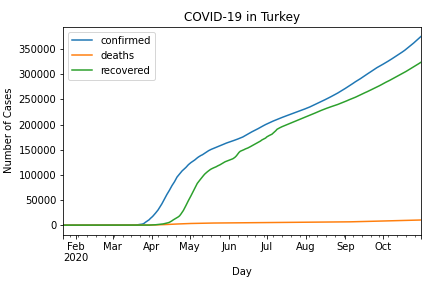 COVID-19 in Turkey
confirmed
deaths
recovered
Number of Cases
350000
300000
250000
200000
150000
100000
50000
0
Feb Mar Apr May Jun Jul Aug Sep Oct
2020
Day